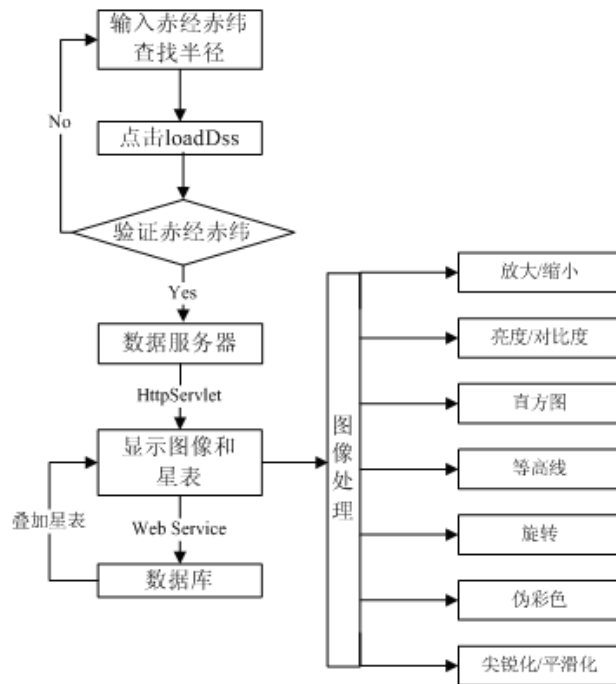 输入赤经赤纬
查找半径
No
点击loadDss
验证赤经赤纬
Yes
数据服务器
HttpServlet
显示图像和
星表
叠加星表
Web Service
数据库
图像处理
放大/缩小
亮度/对比度
直方图
等高线
旋转
伪彩色
尖锐化/平滑化